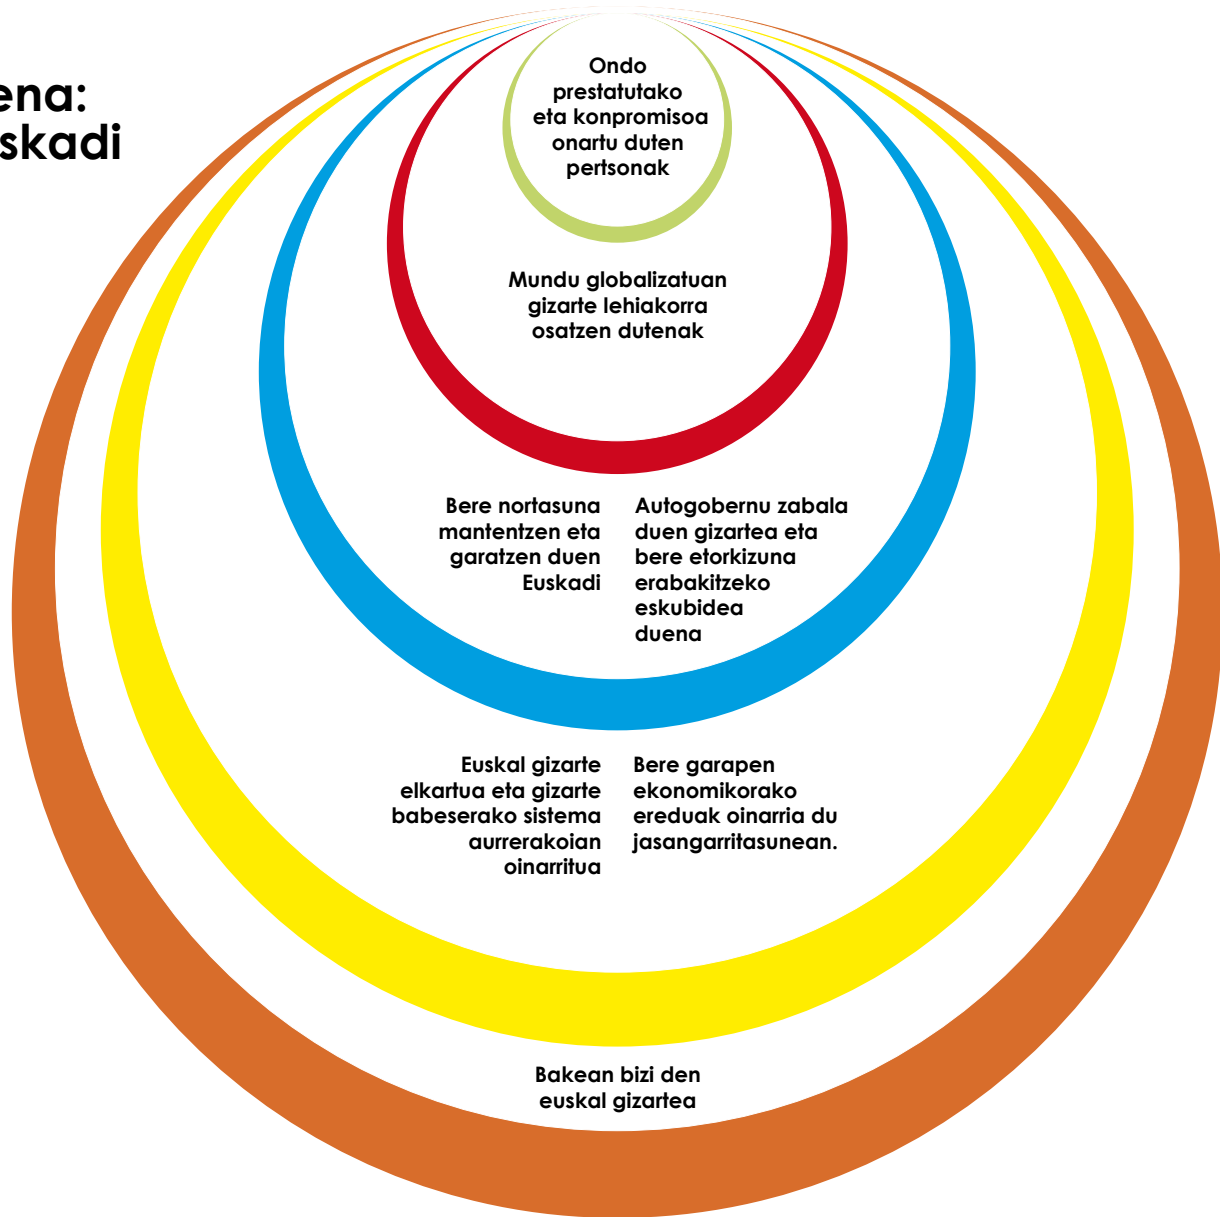 ena:
skadi
Ondo
prestatutako
eta konpromisoa
onartu duten
pertsonak
Mundu globalizatuan
gizarte lehiakorra
osatzen dutenak
Bere nortasuna
mantentzen eta
garatzen duen
Euskadi
Autogobernu zabala
duen gizartea eta
bere etorkizuna
erabakitzeko
eskubidea
duena
Euskal gizarte
elkartua eta gizarte
babeserako sistema
aurrerakoian
oinarritua
Bere garapen
ekonomikorako
ereduak oinarria du
jasangarritasunean.
Bakean bizi den
euskal gizartea